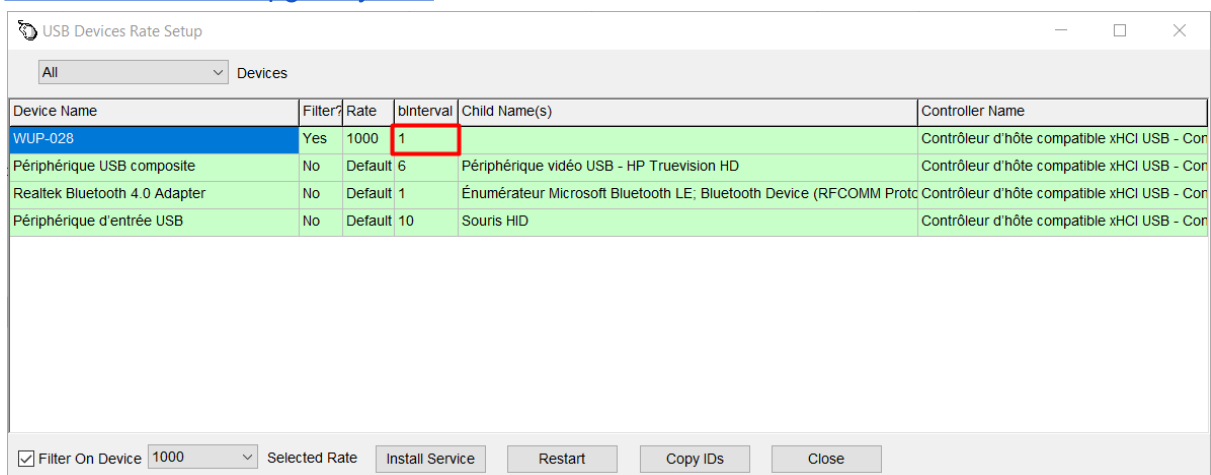 USB Devices Rate Setup
All Devices
Device Name Filter? Rate bInterval Child Name(s) Controller Name
WUP-028 Yes 1000 1 Contrôleur d’hôte compatible xHCI USB - Con
Périphérique USB composite No Default 6 Périphérique vidéo USB - HP Truevision HD Contrôleur d’hôte compatible xHCI USB - Con
Realtek Bluetooth 4.0 Adapter No Default 1 Énumérateur Microsoft Bluetooth LE; Bluetooth Device (RFCOMM Protc Contrôleur d’hôte compatible xHCI USB - Con
Périphérique d’entrée USB No Default 10 Souris HID Contrôleur d’hôte compatible xHCI USB - Con
Filter On Device 1000 Selected Rate Install Service Restart Copy IDs Close